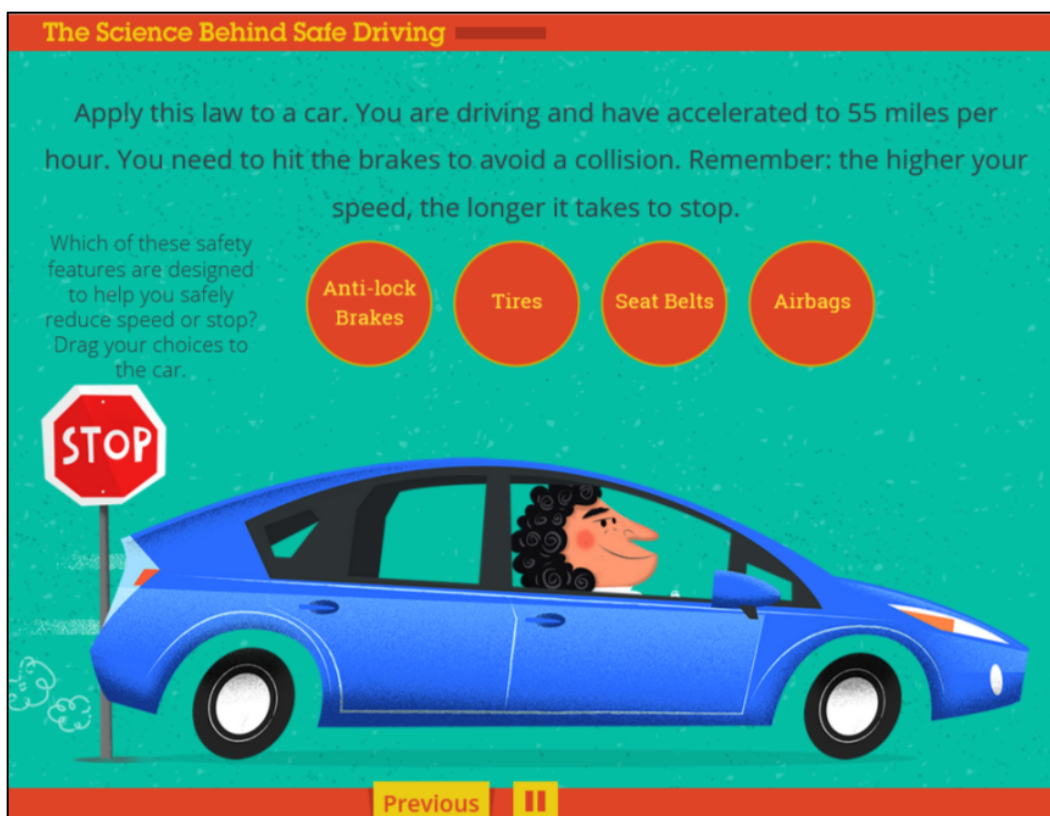 The Science Behind Safe Driving
Apply this law to a car. You are driving and have accelerated to 55 miles per
hour. You need to hit the brakes to avoid a collision. Remember: the higher your
speed, the longer it takes to stop.
Which of these safety
features are designed
to help you safely
reduce speed or stop?
Drag your choices to
the car.
Anti-lock
Brakes
Tires
Seat Belts
Airbags
STOP
Previous